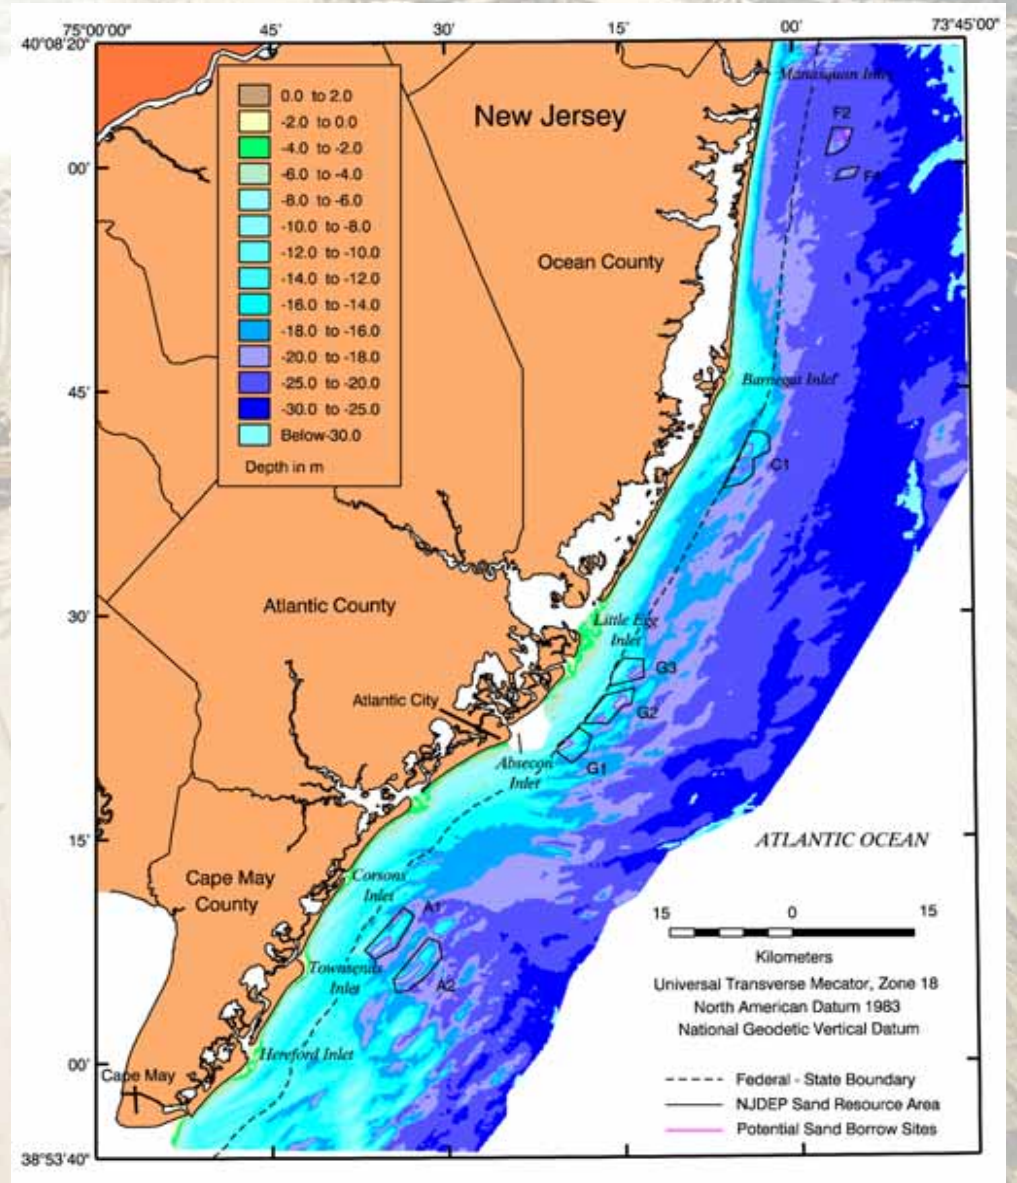 75°00'00"
45'
30'
15'
00'
73°45'00"
40°08'20"
00'
45'
30'
15'
00'
38°53'40"
0.0 to 2.0
-2.0 to 0.0
-4.0 to -2.0
-6.0 to -4.0
-8.0 to -6.0
-10.0 to -8.0
-12.0 to -10.0
-14.0 to -12.0
-16.0 to -14.0
-18.0 to -16.0
-20.0 to -18.0
-25.0 to -20.0
-30.0 to -25.0
Below-30.0
Depth in m
New Jersey
Manasquan Inlet
F2
Ocean County
Barnegat Inlet
C1
Atlantic County
Little Egg
Inlet
G3
G2
G1
Atlantic City
Absecon
Inlet
ATLANTIC OCEAN
Cape May
County
Corsons
Inlet
A1
A2
Townsends
Inlet
Hereford Inlet
Cape May
15 0 15
Kilometers
Universal Transverse Mecator, Zone 18
North American Datum 1983
National Geodetic Vertical Datum
Federal - State Boundary
NJDEP Sand Resource Area
Potential Sand Borrow Sites